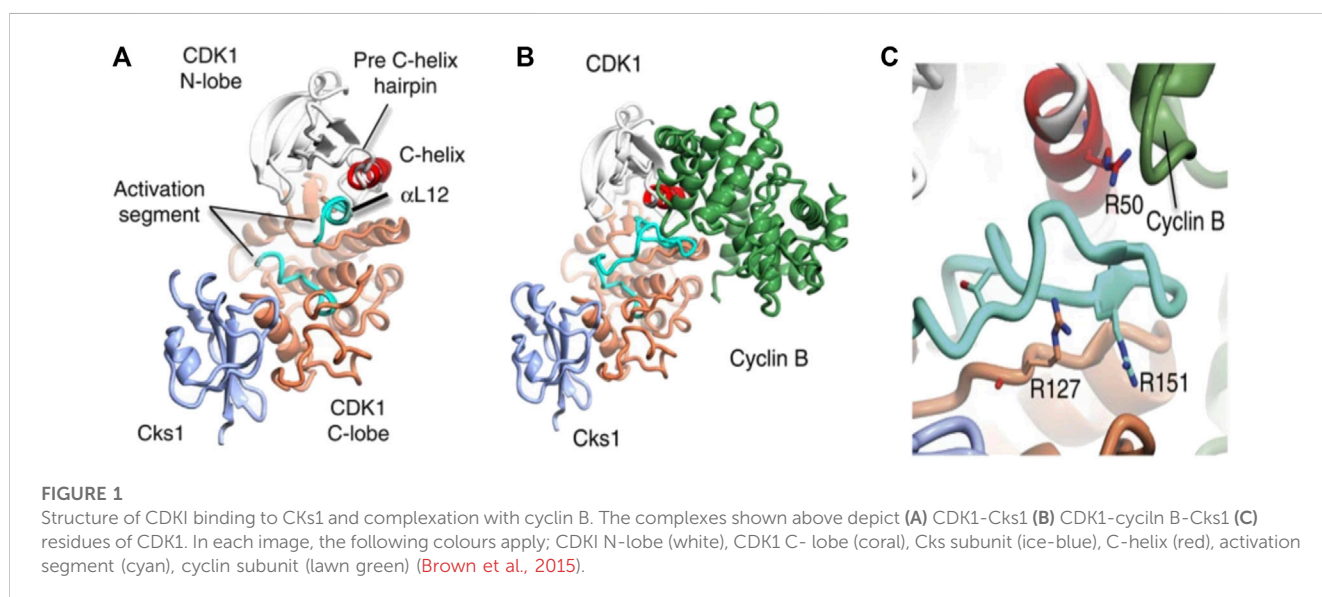 A
CDK1
N-lobe
Pre C-helix
hairpin
C-helix
αL12
Activation
segment
Cks1
CDK1
C-lobe
B
CDK1
Cyclin B
Cks1
C
R50
Cyclin B
R127
R151
FIGURE 1
Structure of CDKI binding to CKs1 and complexation with cyclin B. The complexes shown above depict (A) CDK1-Cks1 (B) CDK1-cyciln B-Cks1 (C)
residues of CDK1. In each image, the following colours apply; CDKI N-lobe (white), CDK1 C- lobe (coral), Cks subunit (ice-blue), C-helix (red), activation
segment (cyan), cyclin subunit (lawn green) (Brown et al., 2015).